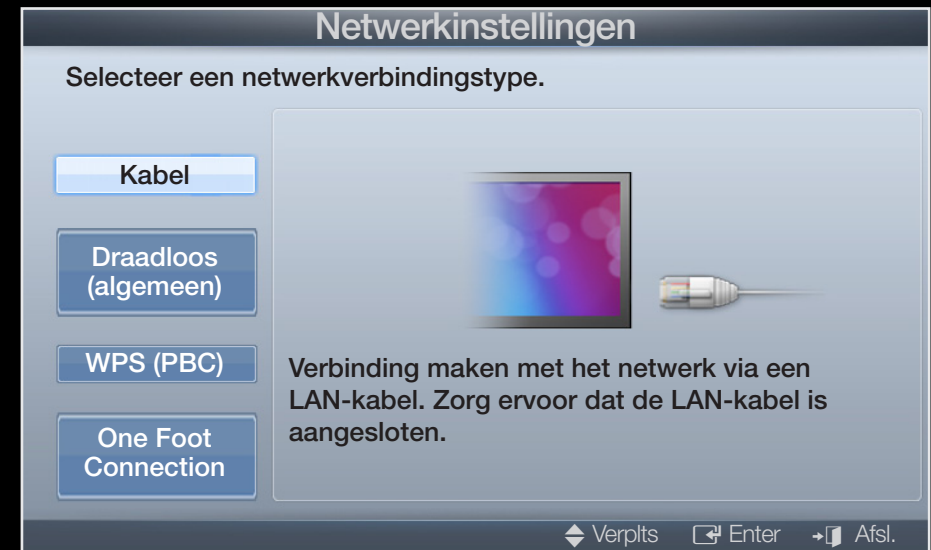 Netwerkinstellingen
Selecteer een netwerkverbindingstype.
Kabel
Draadloos
(algemeen)
WPS (PBC)
One Foot
Connection
Verbinding maken met het netwerk via een
LAN-kabel. Zorg ervoor dat de LAN-kabel is
aangesloten.
Verplts Enter Afsl.